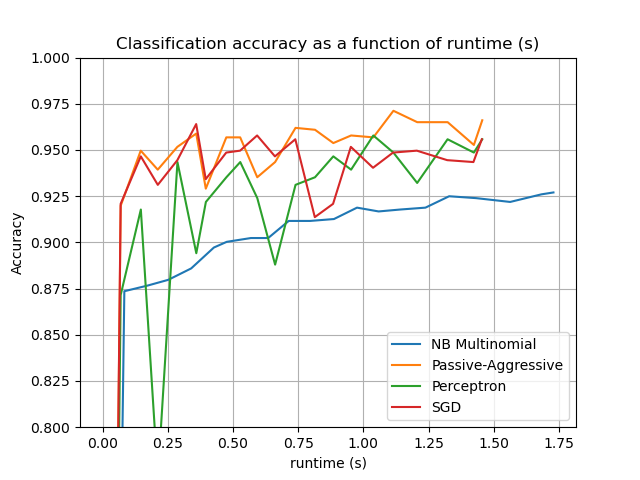 Classification accuracy as a function of runtime (s)
1.000
0.975
0.950
0.925
0.900
0.875
0.850
0.825
0.800
Accuracy
NB Multinomial
Passive-Aggressive
Perceptron
SGD
0.00 0.25 0.50 0.75 1.00 1.25 1.50 1.75
runtime (s)